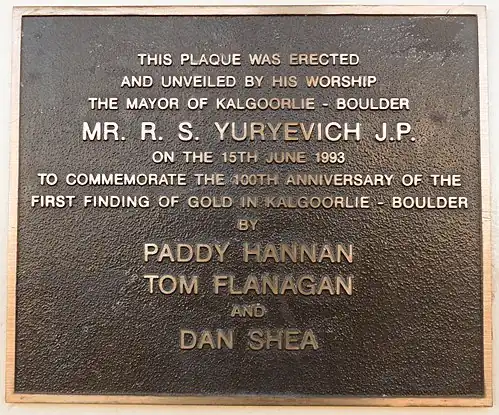 THIS PLAQUE WAS ERECTED
AND UNVEILED BY HIS WORSHIP
THE MAYOR OF KALGOORLIE - BOULDER
MR. R. S. YURYEVICH J.P.
ON THE 15TH JUNE 1993
TO COMMEMORATE THE 100TH ANNIVERSARY OF THE
FIRST FINDING OF GOLD IN KALGOORLIE - BOULDER
BY
PADDY HANNAN
TOM FLANAGAN
AND
DAN SHEA